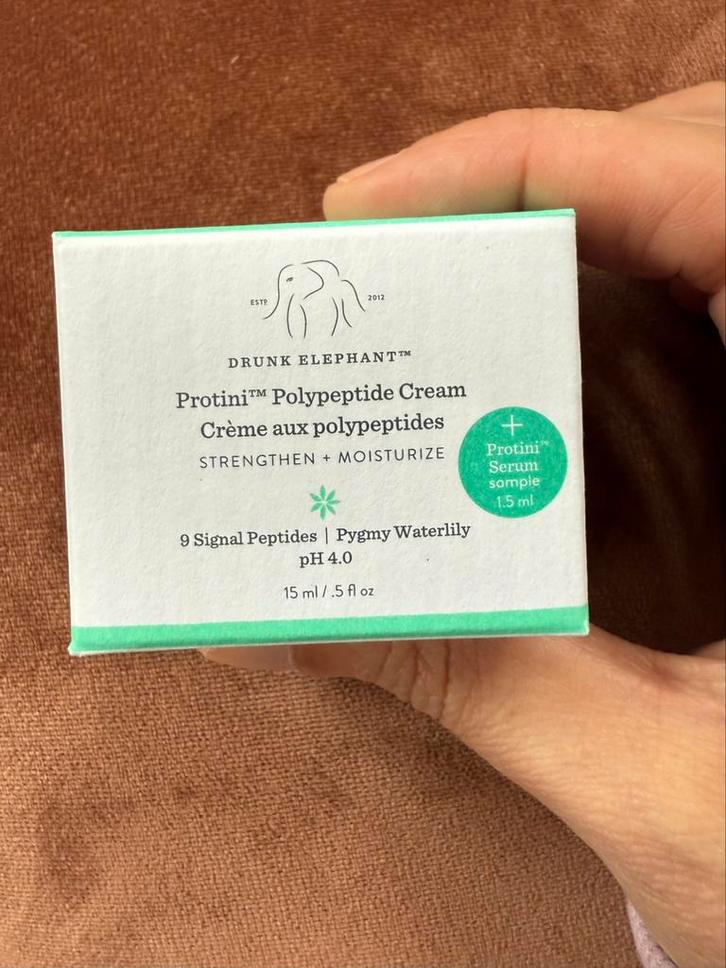 ESTD 2012
DRUNK ELEPHANT™
Protini™ Polypeptide Cream
Crème aux polypeptides
STRENGTHEN + MOISTURIZE
+
Protini™
Serum
sample
1.5 ml
9 Signal Peptides | Pygmy Waterlily
pH 4.0
15 ml / .5 fl oz